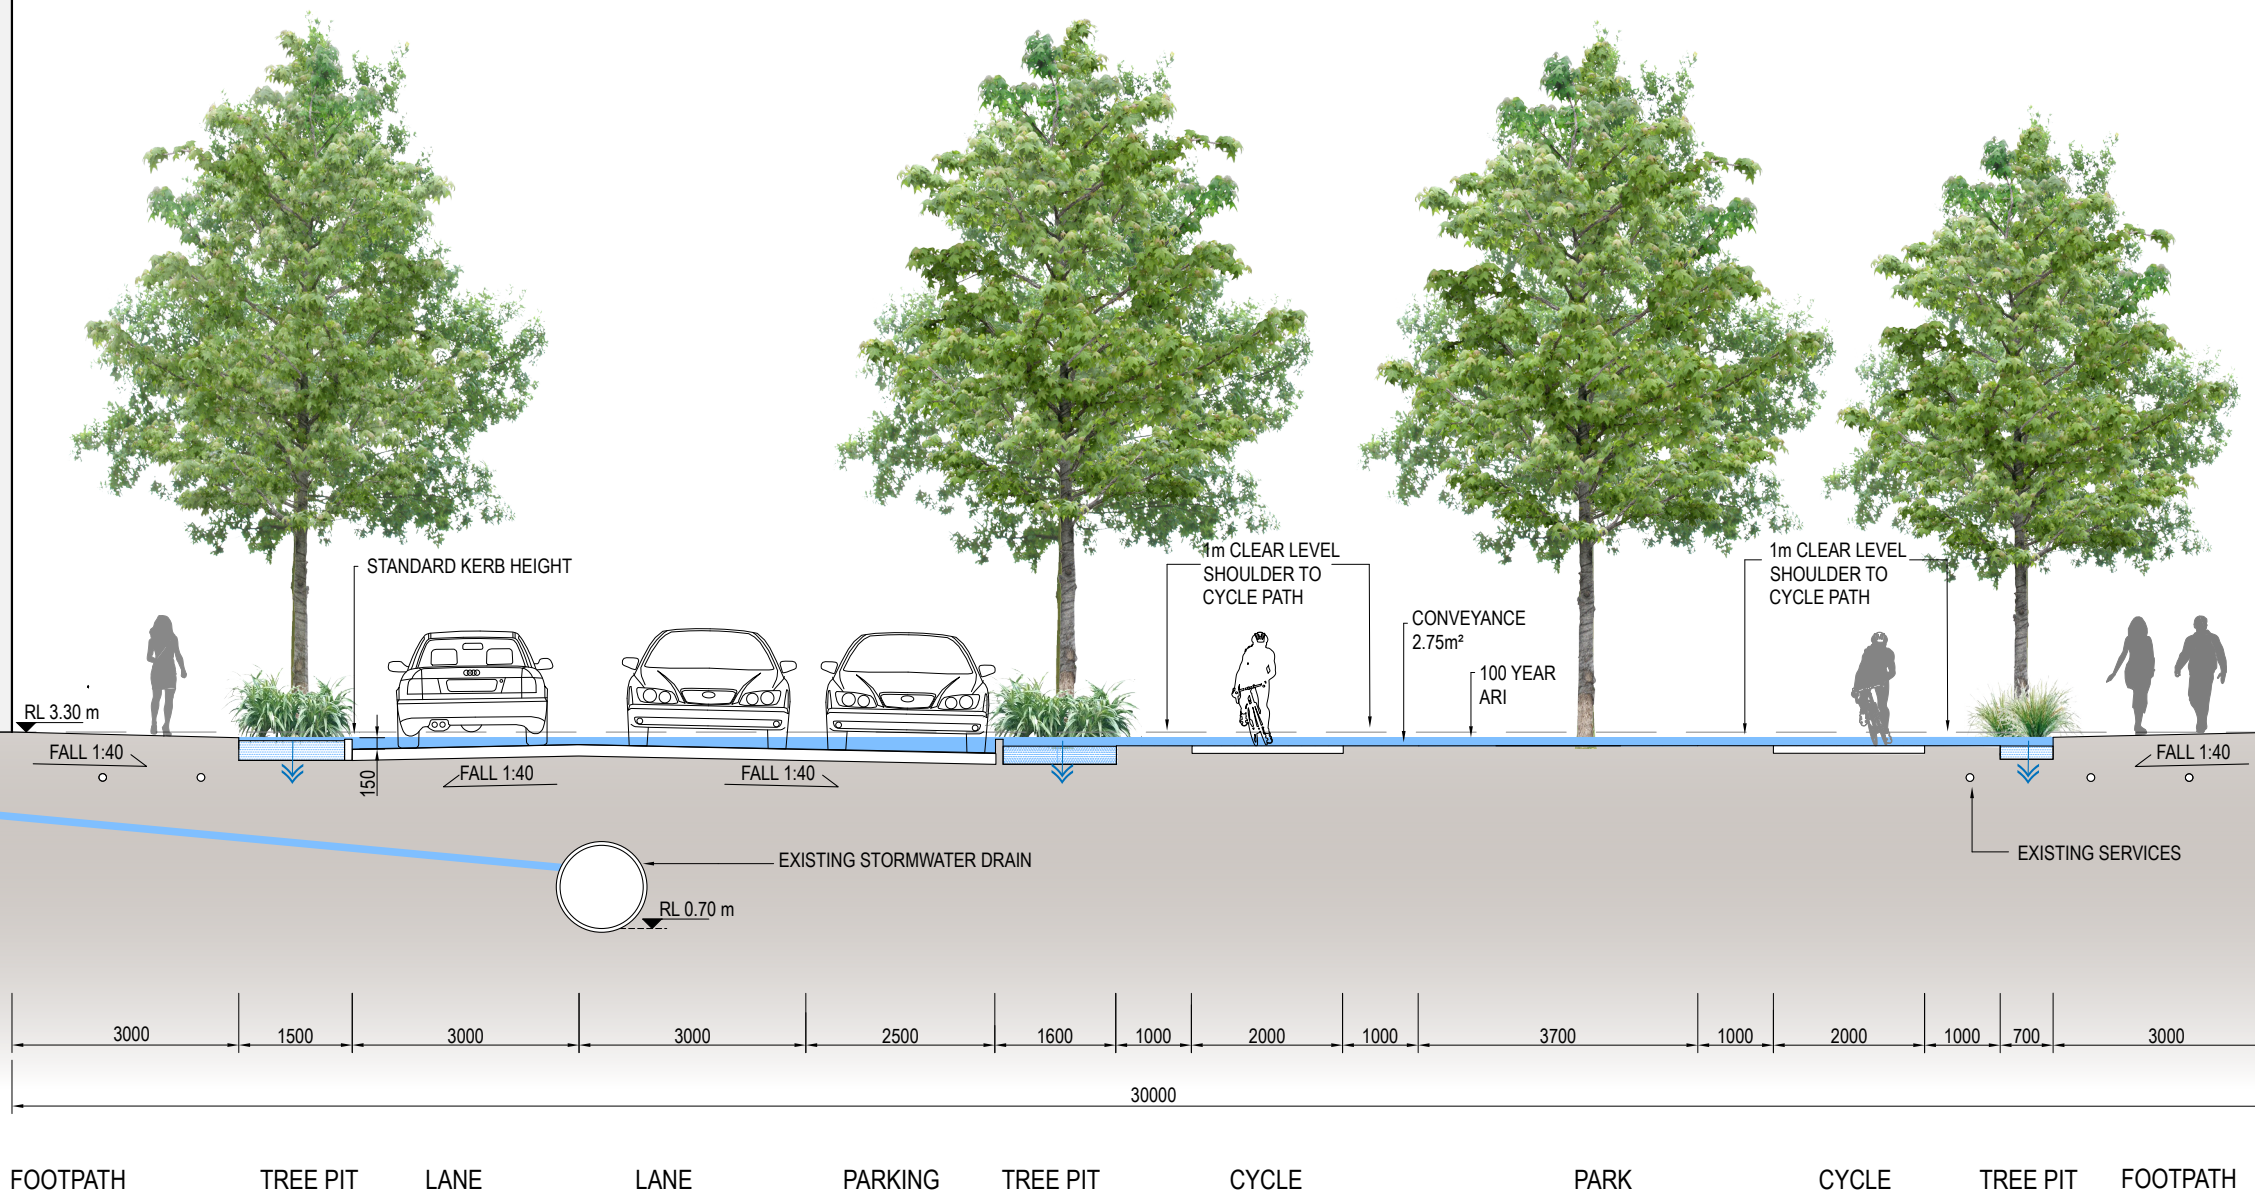 STANDARD KERB HEIGHT
1m CLEAR LEVEL
SHOULDER TO
CYCLE PATH
1m CLEAR LEVEL
SHOULDER TO
CYCLE PATH
CONVEYANCE
2.75m²
100 YEAR
ARI
RL 3.30 m
FALL 1:40
150
FALL 1:40
FALL 1:40
FALL 1:40
EXISTING STORMWATER DRAIN
EXISTING SERVICES
RL 0.70 m
3000 1500 3000 3000 2500 1600 1000 2000 1000 3700 1000 2000 1000 700 3000
30000
FOOTPATH TREE PIT LANE LANE PARKING TREE PIT CYCLE PARK CYCLE TREE PIT FOOTPATH